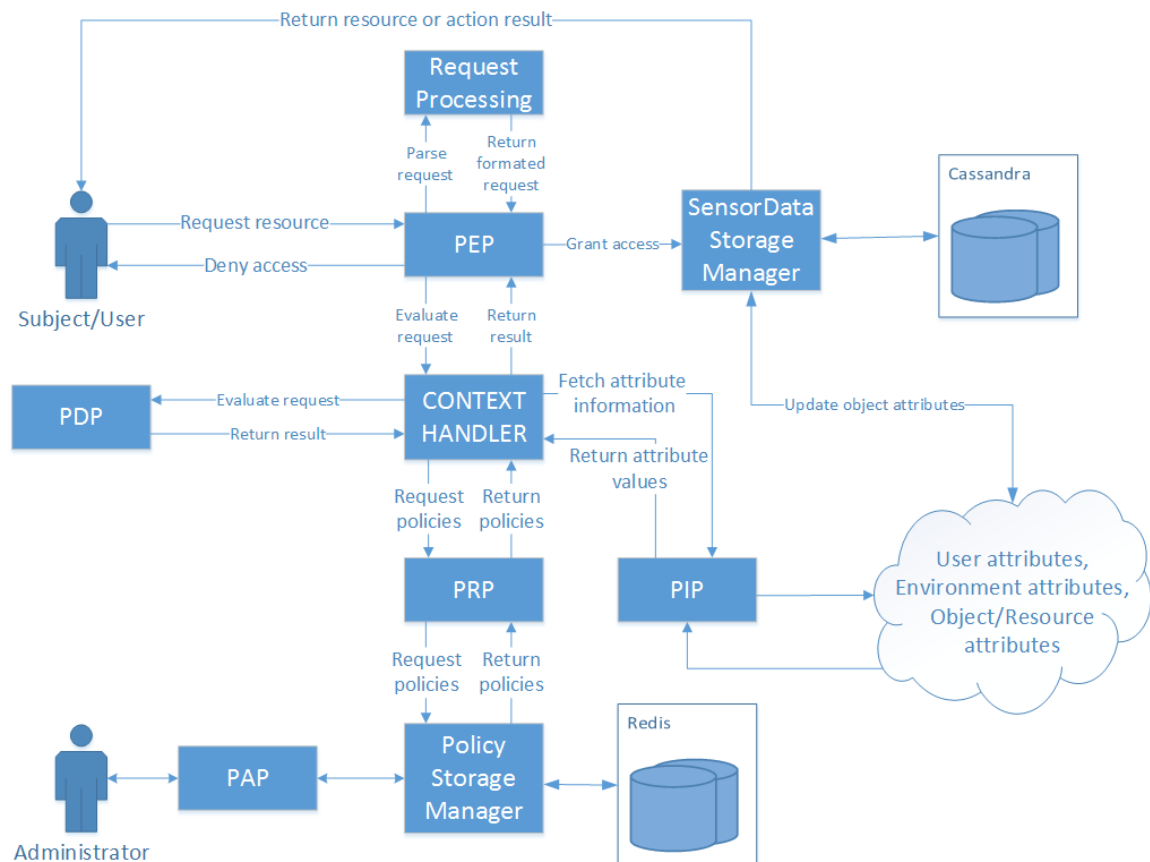 Return resource or action result
Request
Processing
Parse
request
Return
formated
request
Cassandra
SensorData
Storage
Manager
Request resource
PEP
Grant access
Deny access
Subject/User
Evaluate
request
Return
result
PDP
Evaluate request
Return result
CONTEXT
HANDLER
Fetch attribute
information
Return attribute
values
Update object attributes
Request
policies
Return
policies
PRP
PIP
User attributes,
Environment attributes,
Object/Resource
attributes
Request
policies
Return
policies
Redis
Policy
Storage
Manager
PAP
Administrator